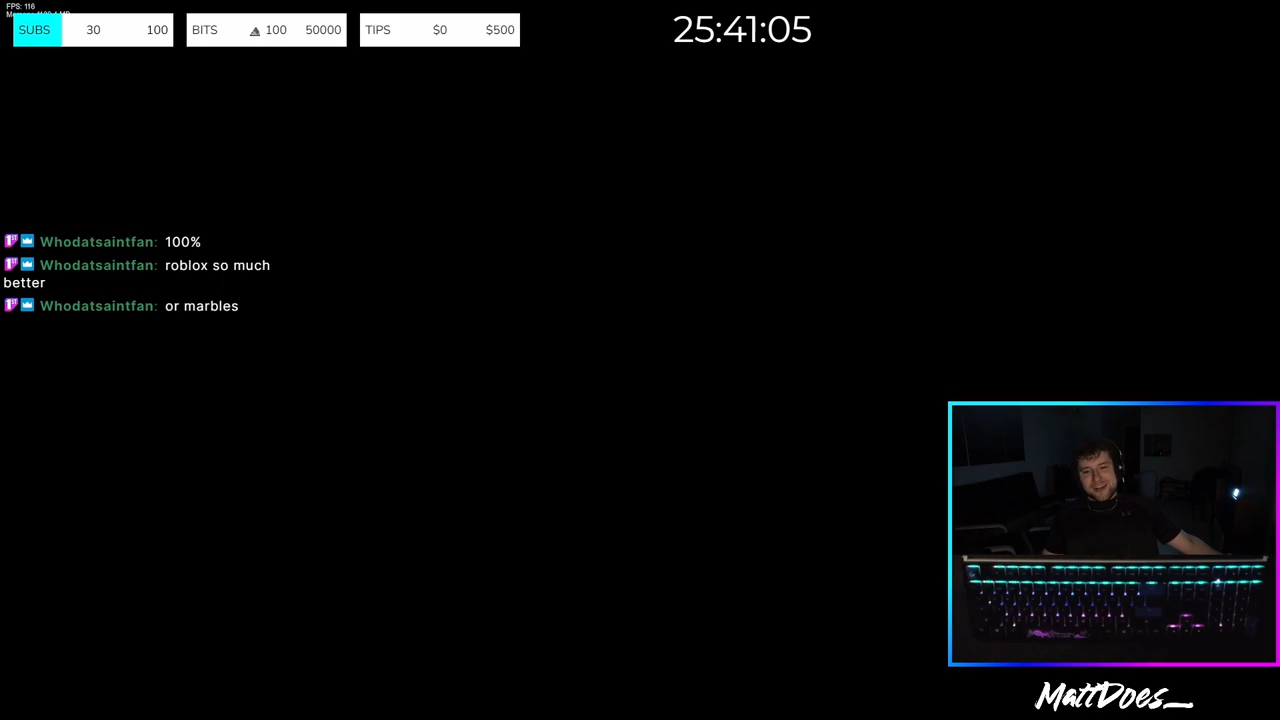 FPS: 116
SUBS 30 100
BITS 100 50000
TIPS $0 $500
25:41:05
Whodatsaintfan: 100%
Whodatsaintfan: roblox so much
better
Whodatsaintfan: or marbles
MattDoes_